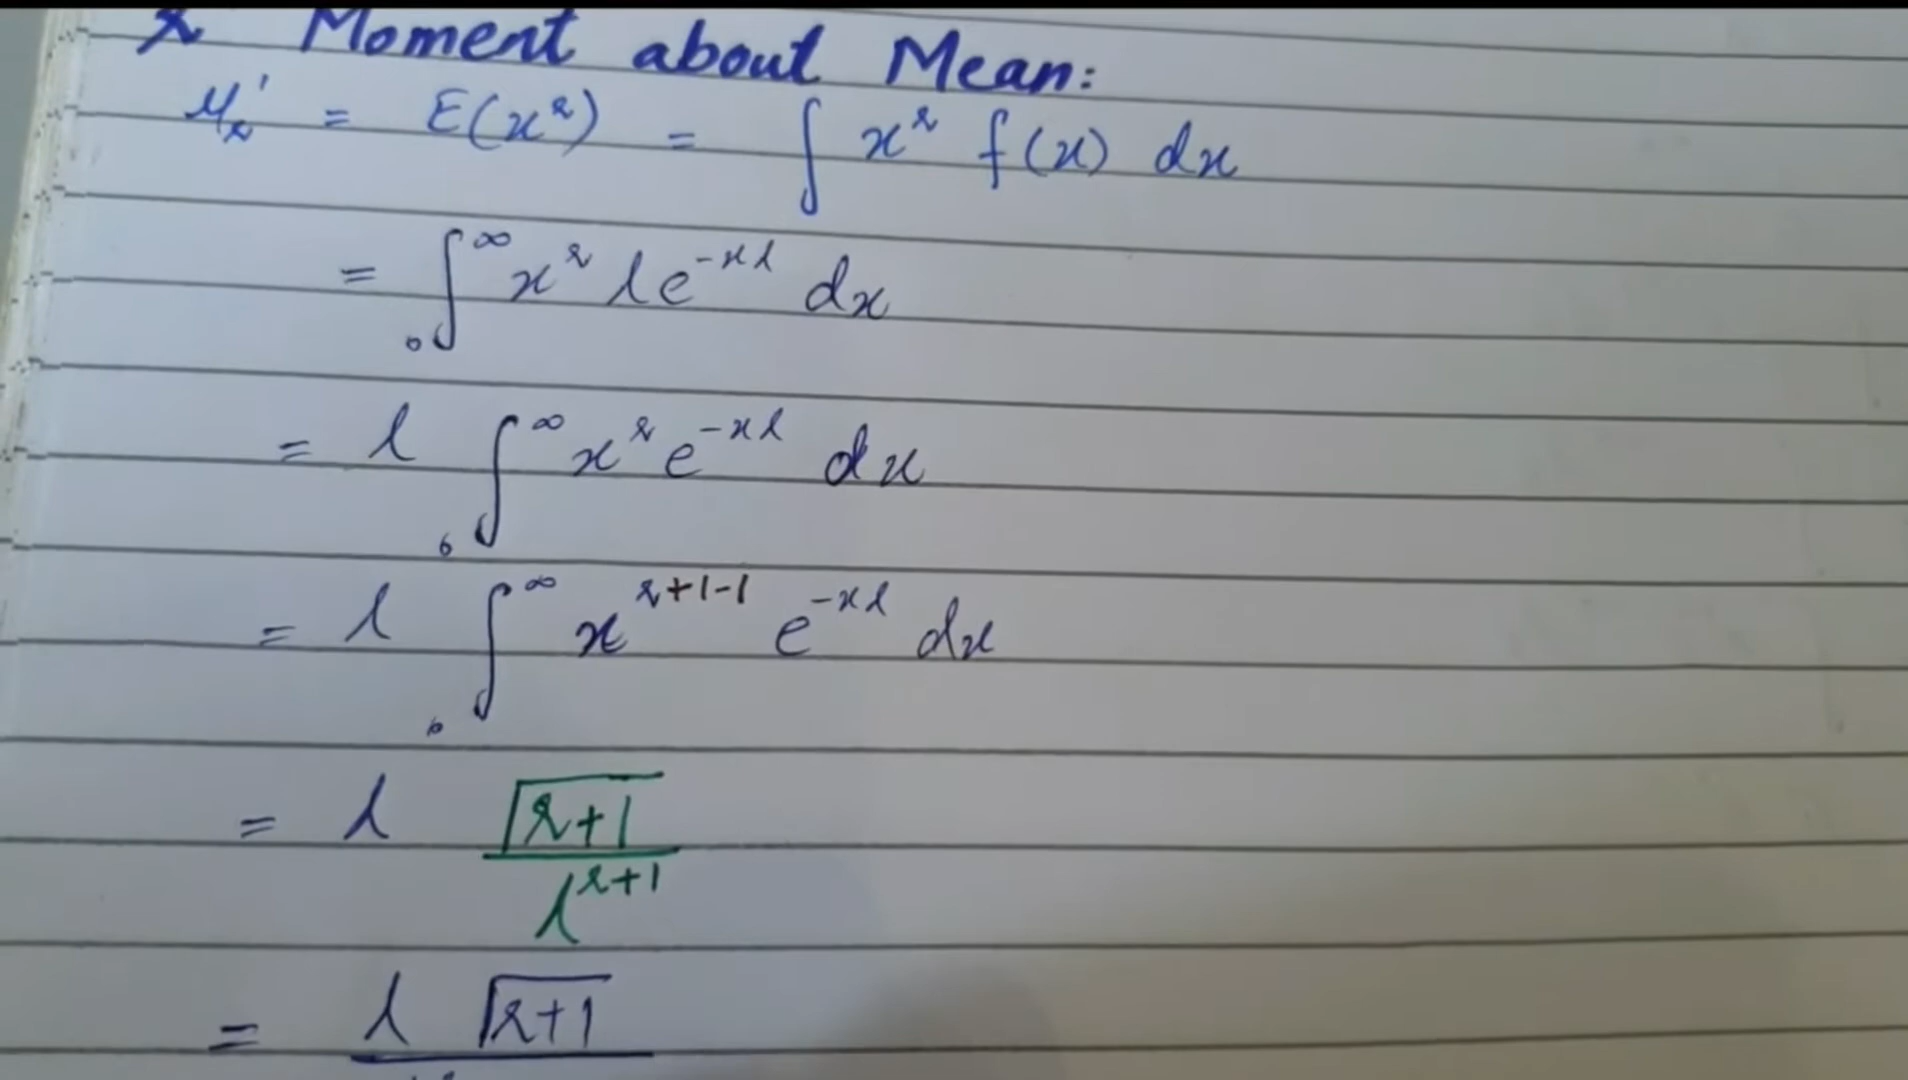 r Moment about Mean:
μ'ᵣ = E(xʳ) = ∫ xʳ f(x) dx
= ∫₀^∞ xʳ λe^(-xλ) dx
= λ ∫₀^∞ xʳ e^(-xλ) dx
= λ ∫₀^∞ x^(r+1-1) e^(-xλ) dx
= λ Γ(r+1) / λ^(r+1)
= λ Γ(r+1)